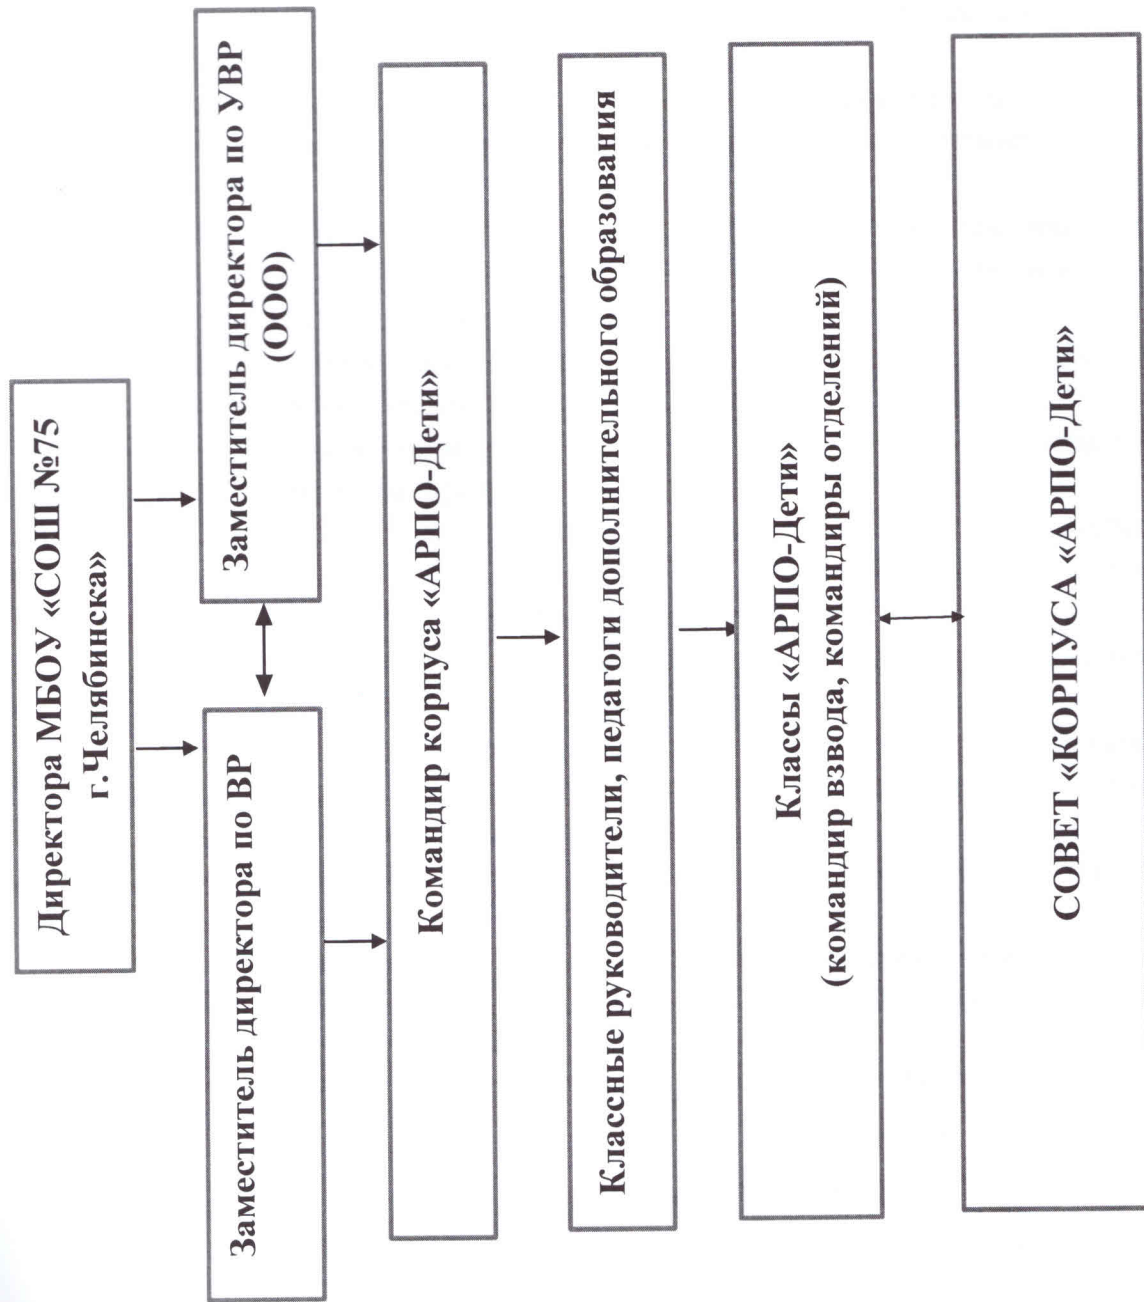 Директора МБОУ «СОШ №75
г.Челябинска»
Заместитель директора по ВР
Заместитель директора по УВР
(ООО)
Командир корпуса «АРПО-Дети»
Классные руководители, педагоги дополнительного образования
Классы «АРПО-Дети»
(командир взвода, командиры отделений)
СОВЕТ «КОРПУСА «АРПО-Дети»